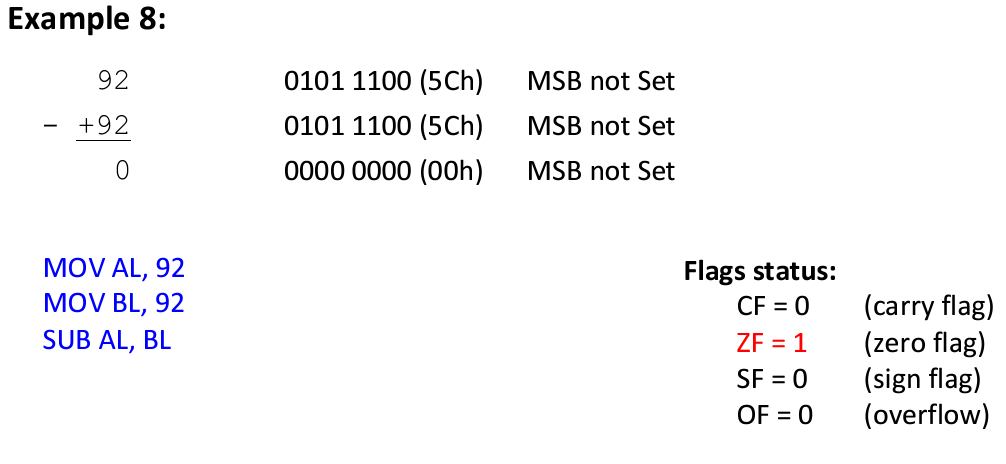 Example 8:
92 0101 1100 (5Ch) MSB not Set
- +92 0101 1100 (5Ch) MSB not Set
0 0000 0000 (00h) MSB not Set
MOV AL, 92
MOV BL, 92
SUB AL, BL
Flags status:
CF = 0 (carry flag)
ZF = 1 (zero flag)
SF = 0 (sign flag)
OF = 0 (overflow)